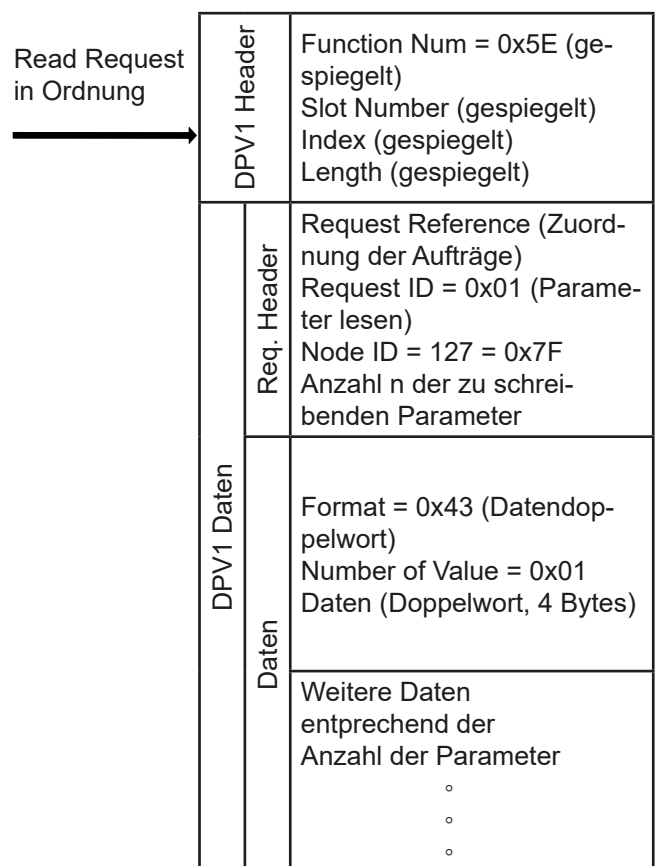 Read Request
in Ordnung
DPV1 Header
Function Num = 0x5E (ge-
spiegelt)
Slot Number (gespiegelt)
Index (gespiegelt)
Length (gespiegelt)
DPV1 Daten
Req. Header
Request Reference (Zuord-
nung der Aufträge)
Request ID = 0x01 (Parame-
ter lesen)
Node ID = 127 = 0x7F
Anzahl n der zu schrei-
benden Parameter
Daten
Format = 0x43 (Datendop-
pelwort)
Number of Value = 0x01
Daten (Doppelwort, 4 Bytes)
Weitere Daten
entprechend der
Anzahl der Parameter